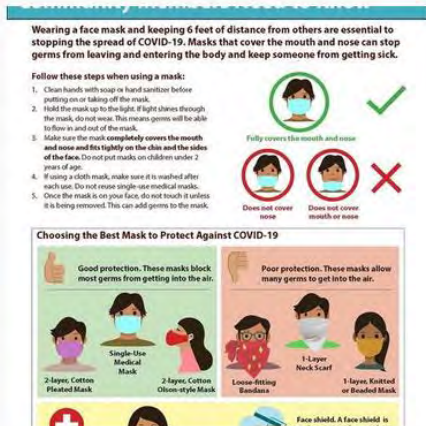 Wearing a face mask and keeping 6 feet of distance from others are essential to
stopping the spread of COVID-19. Masks that cover the mouth and nose can stop
germs from leaving and entering the body and keep someone from getting sick.
Follow these steps when using a mask:
1. Clean hands with soap or hand sanitizer before
putting on or taking off the mask.
2. Hold the mask up to the light. If light shines through
the mask, do not wear. This means germs will be able
to flow in and out of the mask.
3. Make sure the mask completely covers the mouth
and nose and fits tightly on the chin and the sides
of the face. Do not put masks on children under 2
years of age.
4. If using a cloth mask, make sure it is washed after
each use. Do not reuse single-use medical masks.
5. Once the mask is on your face, do not touch it unless
it is being removed. This can add germs to the mask.
Fully covers the mouth and nose
Does not cover
nose
Does not cover
mouth or nose
Choosing the Best Mask to Protect Against COVID-19
Good protection. These masks block
most germs from getting into the air.
2-layer, Cotton
Pleated Mask
Single-Use
Medical
Mask
2-layer, Cotton
Olson-style Mask
Poor protection. These masks allow
many germs to get into the air.
Loose-fitting
Bandana
1-Layer
Neck Scarf
1-layer, Knitted
or Beaded Mask
Face shield. A face shield is